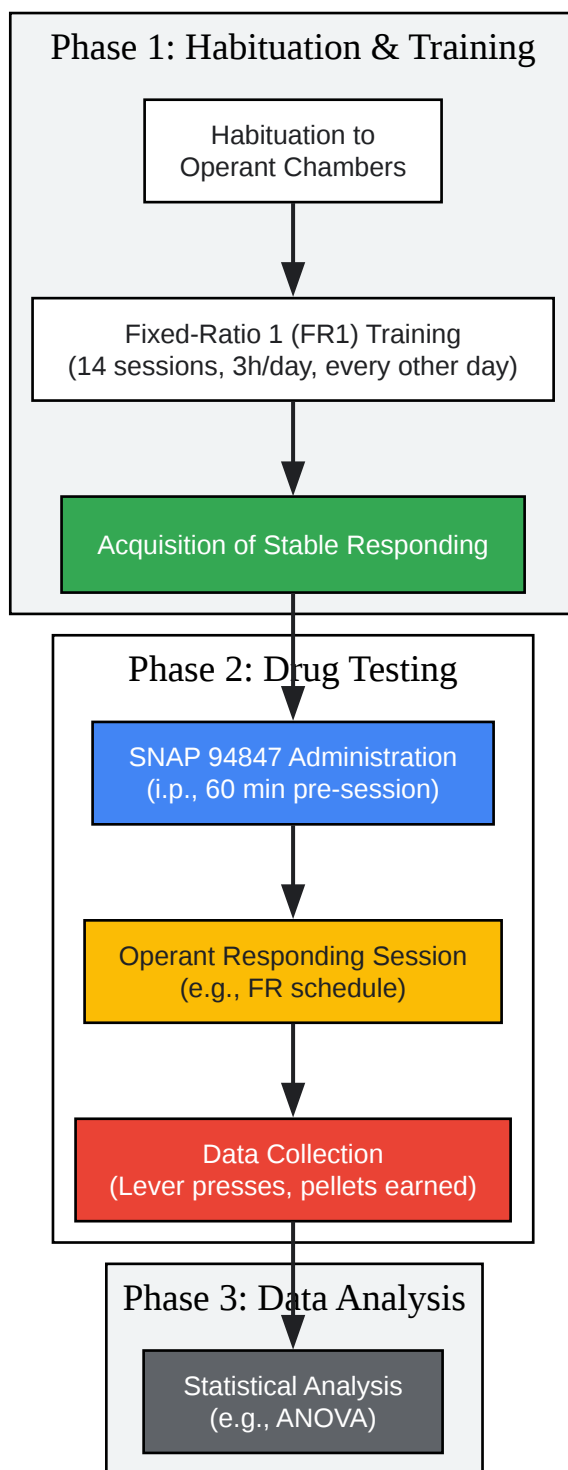 Phase 1: Habituation & Training
Habituation to
Operant Chambers
Fixed-Ratio 1 (FR1) Training
(14 sessions, 3h/day, every other day)
Acquisition of Stable Responding
Phase 2: Drug Testing
SNAP 94847 Administration
(i.p., 60 min pre-session)
Operant Responding Session
(e.g., FR schedule)
Data Collection
(Lever presses, pellets earned)
Phase 3: Data Analysis
Statistical Analysis
(e.g., ANOVA)